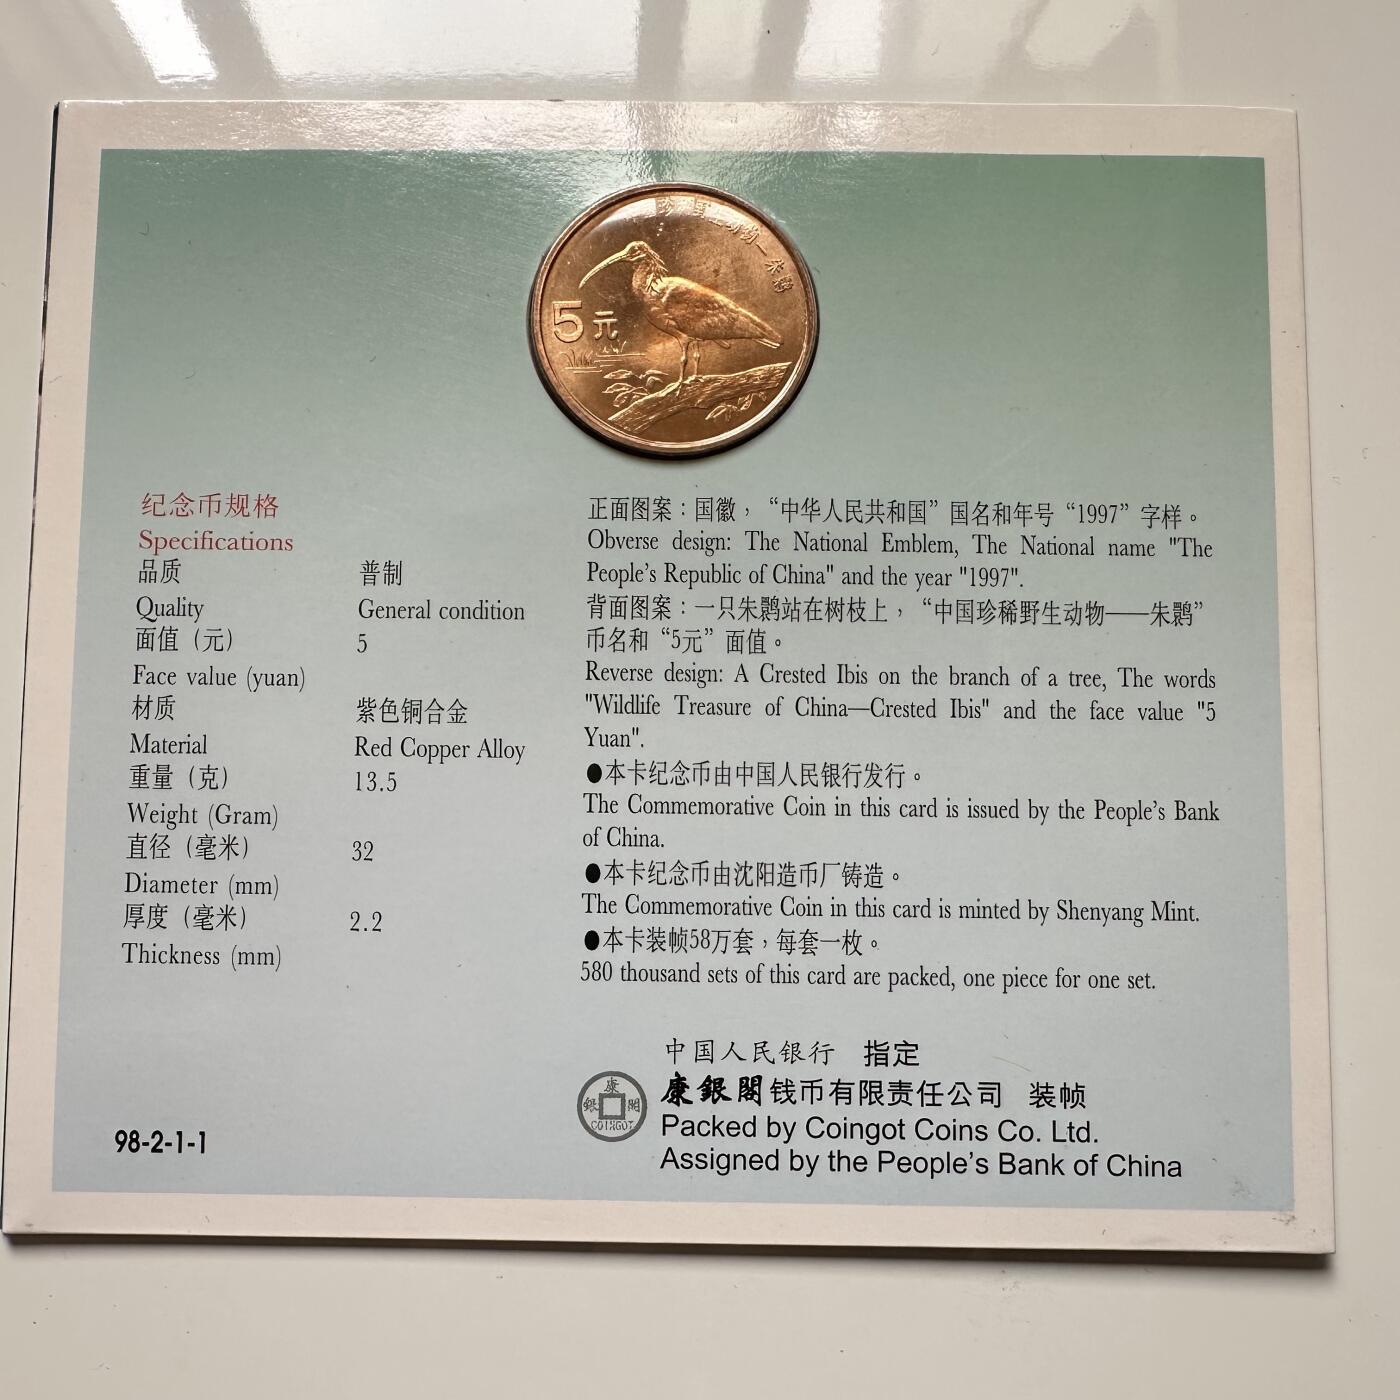 5元
纪念币规格
Specifications
品质 普制
Quality General condition
面值（元） 5
Face value (yuan)
材质 紫色铜合金
Material Red Copper Alloy
重量（克） 13.5
Weight (Gram)
直径（毫米） 32
Diameter (mm)
厚度（毫米） 2.2
Thickness (mm)
98-2-1-1
正面图案：国徽，“中华人民共和国”国名和年号“1997”字样。
Obverse design: The National Emblem, The National name "The
People's Republic of China" and the year "1997".
背面图案：一只朱鹮站在树枝上，“中国珍稀野生动物——朱鹮”
币名和“5元”面值。
Reverse design: A Crested Ibis on the branch of a tree, The words
"Wildlife Treasure of China—Crested Ibis" and the face value "5
Yuan".
●本卡纪念币由中国人民银行发行。
The Commemorative Coin in this card is issued by the People's Bank
of China.
●本卡纪念币由沈阳造币厂铸造。
The Commemorative Coin in this card is minted by Shenyang Mint.
●本卡装帧58万套，每套一枚。
580 thousand sets of this card are packed, one piece for one set.
中国人民银行 指定
康銀閣钱币有限责任公司 装帧
康
銀 閣
COINGOT
Packed by Coingot Coins Co. Ltd.
Assigned by the People's Bank of China